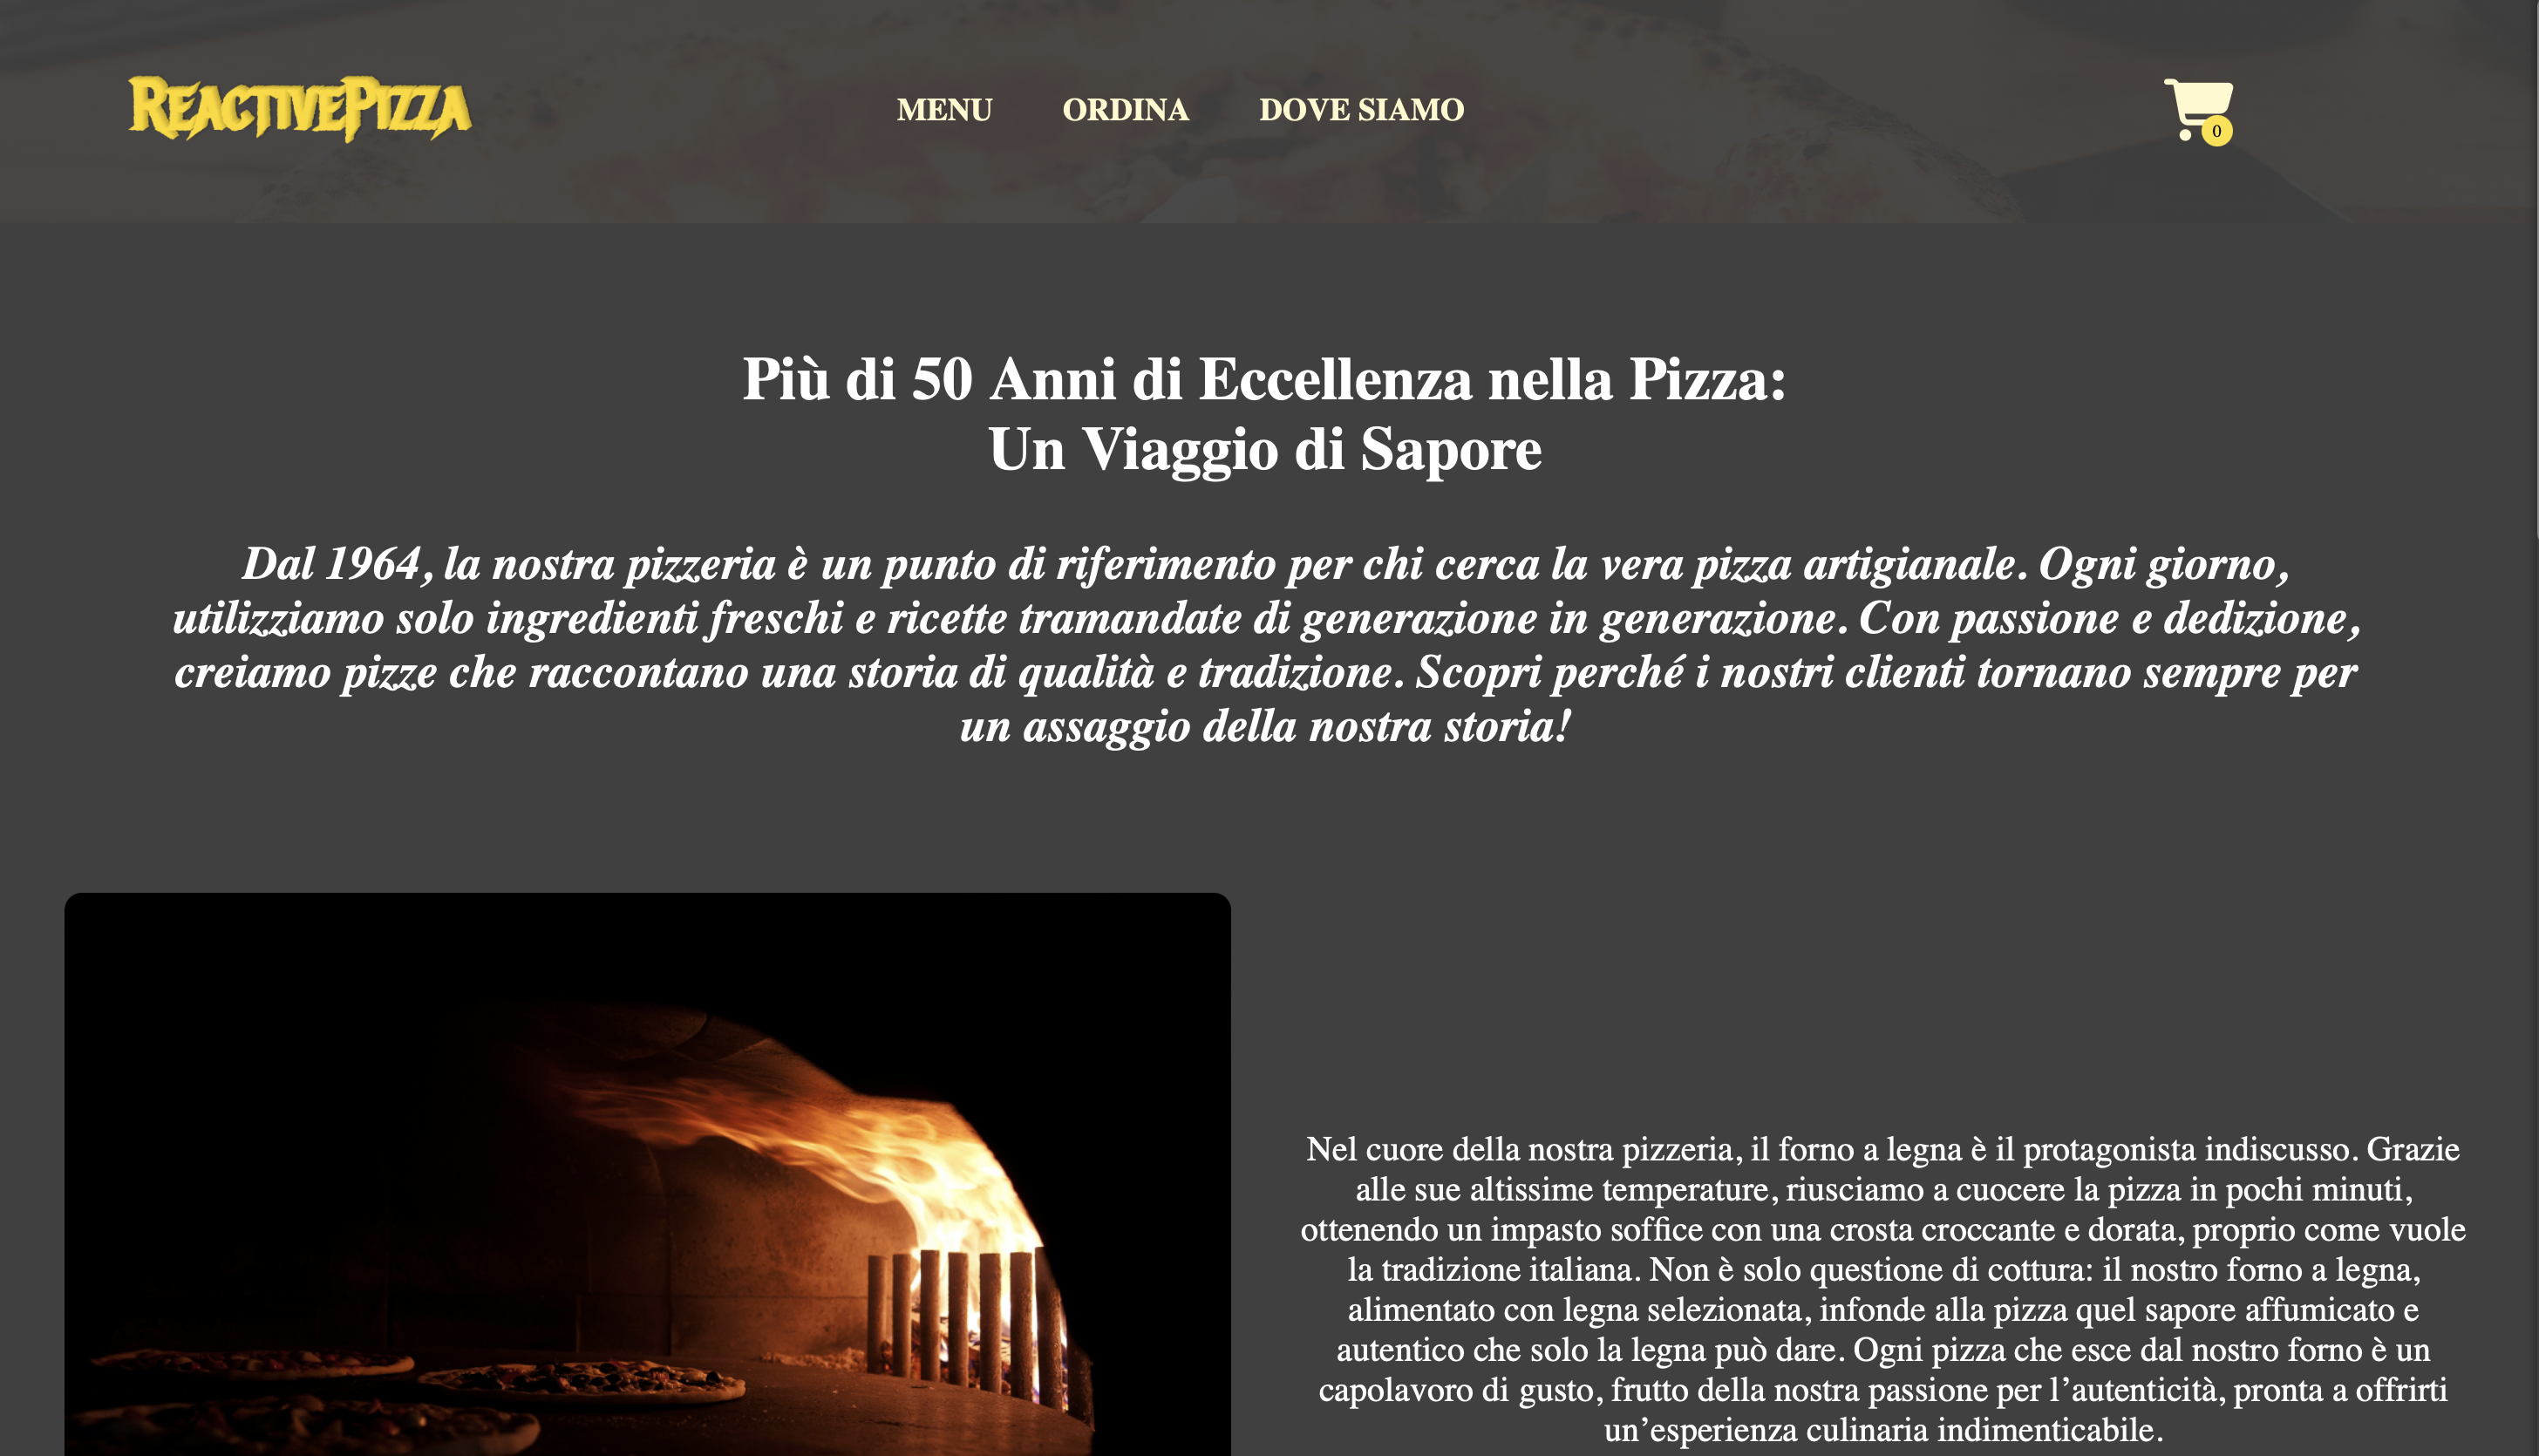 REACTIVEPIZZA
MENU ORDINA DOVE SIAMO
0
Più di 50 Anni di Eccellenza nella Pizza:
Un Viaggio di Sapore
Dal 1964, la nostra pizzeria è un punto di riferimento per chi cerca la vera pizza artigianale. Ogni giorno,
utilizziamo solo ingredienti freschi e ricette tramandate di generazione in generazione. Con passione e dedizione,
creiamo pizze che raccontano una storia di qualità e tradizione. Scopri perché i nostri clienti tornano sempre per
un assaggio della nostra storia!
Nel cuore della nostra pizzeria, il forno a legna è il protagonista indiscusso. Grazie
alle sue altissime temperature, riusciamo a cuocere la pizza in pochi minuti,
ottenendo un impasto soffice con una crosta croccante e dorata, proprio come vuole
la tradizione italiana. Non è solo questione di cottura: il nostro forno a legna,
alimentato con legna selezionata, infonde alla pizza quel sapore affumicato e
autentico che solo la legna può dare. Ogni pizza che esce dal nostro forno è un
capolavoro di gusto, frutto della nostra passione per l’autenticità, pronta a offrirti
un’esperienza culinaria indimenticabile.